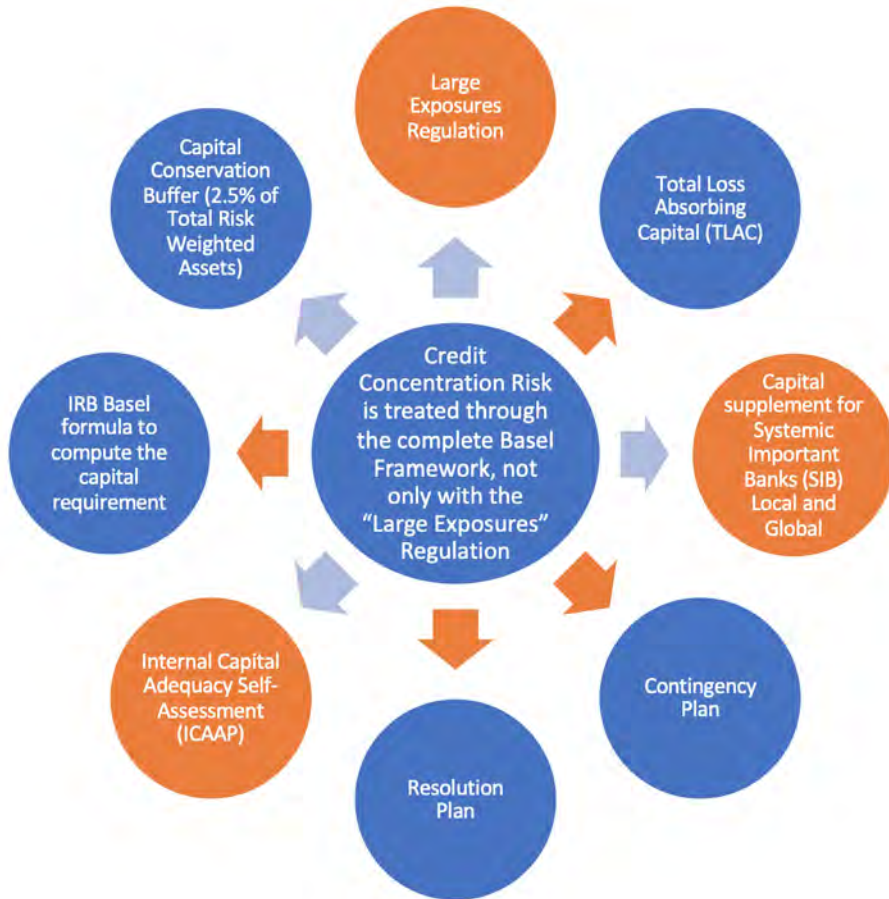 Large
Exposures
Regulation
Total Loss
Absorbing
Capital (TLAC)
Capital
supplement for
Systemic
Important
Banks (SIB)
Local and
Global
Contingency
Plan
Resolution
Plan
Internal Capital
Adequacy Self-
Assessment
(ICAAP)
IRB Basel
formula to
compute the
capital
requirement
Capital
Conservation
Buffer (2.5% of
Total Risk
Weighted
Assets)
Credit
Concentration Risk
is treated through
the complete Basel
Framework, not
only with the
“Large Exposures”
Regulation